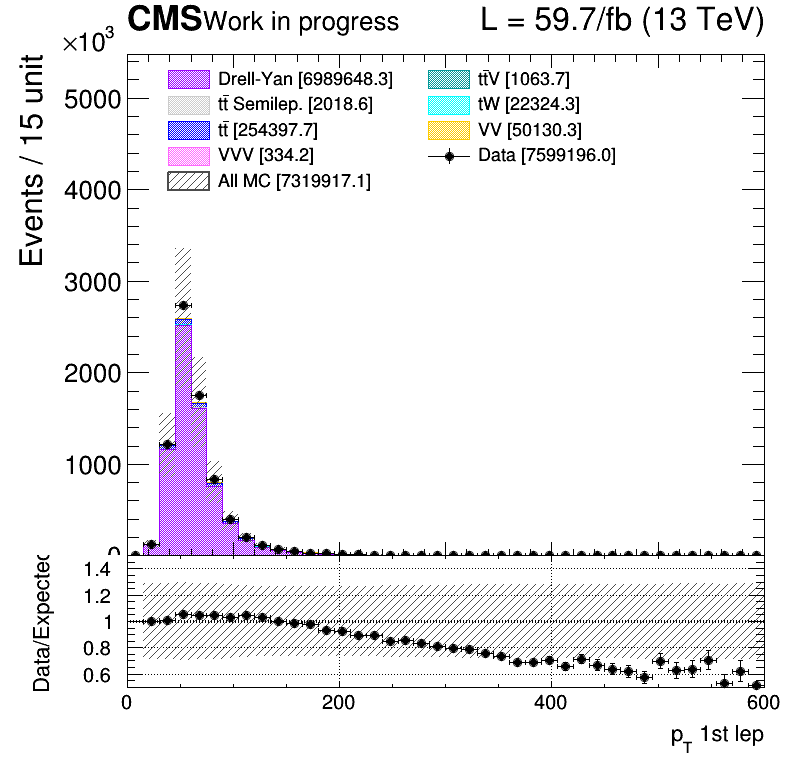 CMS Work in progress L = 59.7/fb (13 TeV)
×10³
Events / 15 unit
5000
4000
3000
2000
1000
0
Drell-Yan [6989648.3]
tt̄ Semilep. [2018.6]
tt̄ [254397.7]
VVV [334.2]
All MC [7319917.1]
tt̄V [1063.7]
tW [22324.3]
VV [50130.3]
Data [7599196.0]
Data/Expected
1.4
1.2
1
0.8
0.6
0 200 400 600
p_T 1st lep